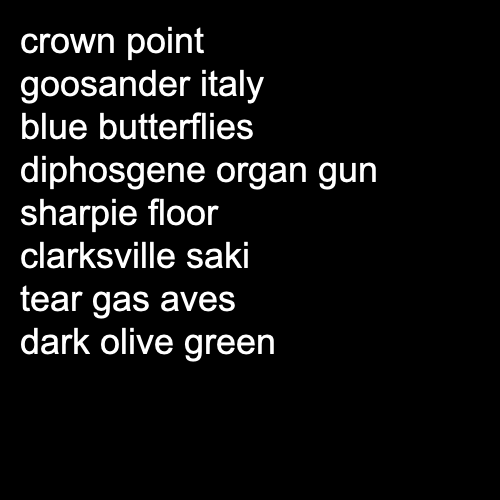 crown point
goosander italy
blue butterflies
diphosgene organ gun
sharpie floor
clarksville saki
tear gas aves
dark olive green